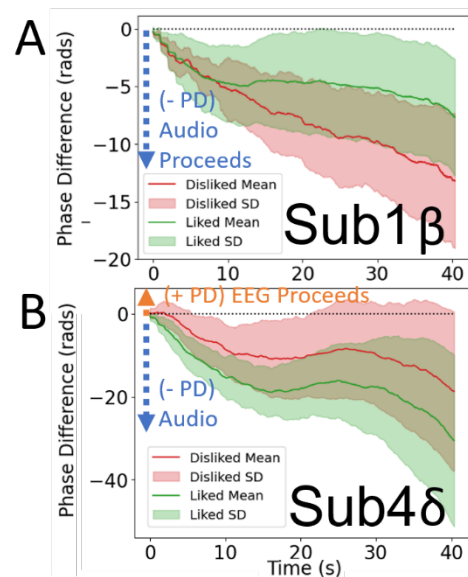 A
Phase Difference (rads)
0
−5
−10
−15
−20
(- PD)
Audio
Proceeds
Disliked Mean
Disliked SD
Liked Mean
Liked SD
Sub1β
0
10
20
30
40
B
Phase Difference (rads)
(+ PD) EEG Proceeds
0
−20
−40
(- PD)
Audio
Disliked Mean
Disliked SD
Liked Mean
Liked SD
Sub4δ
0
10
20
30
40
Time (s)